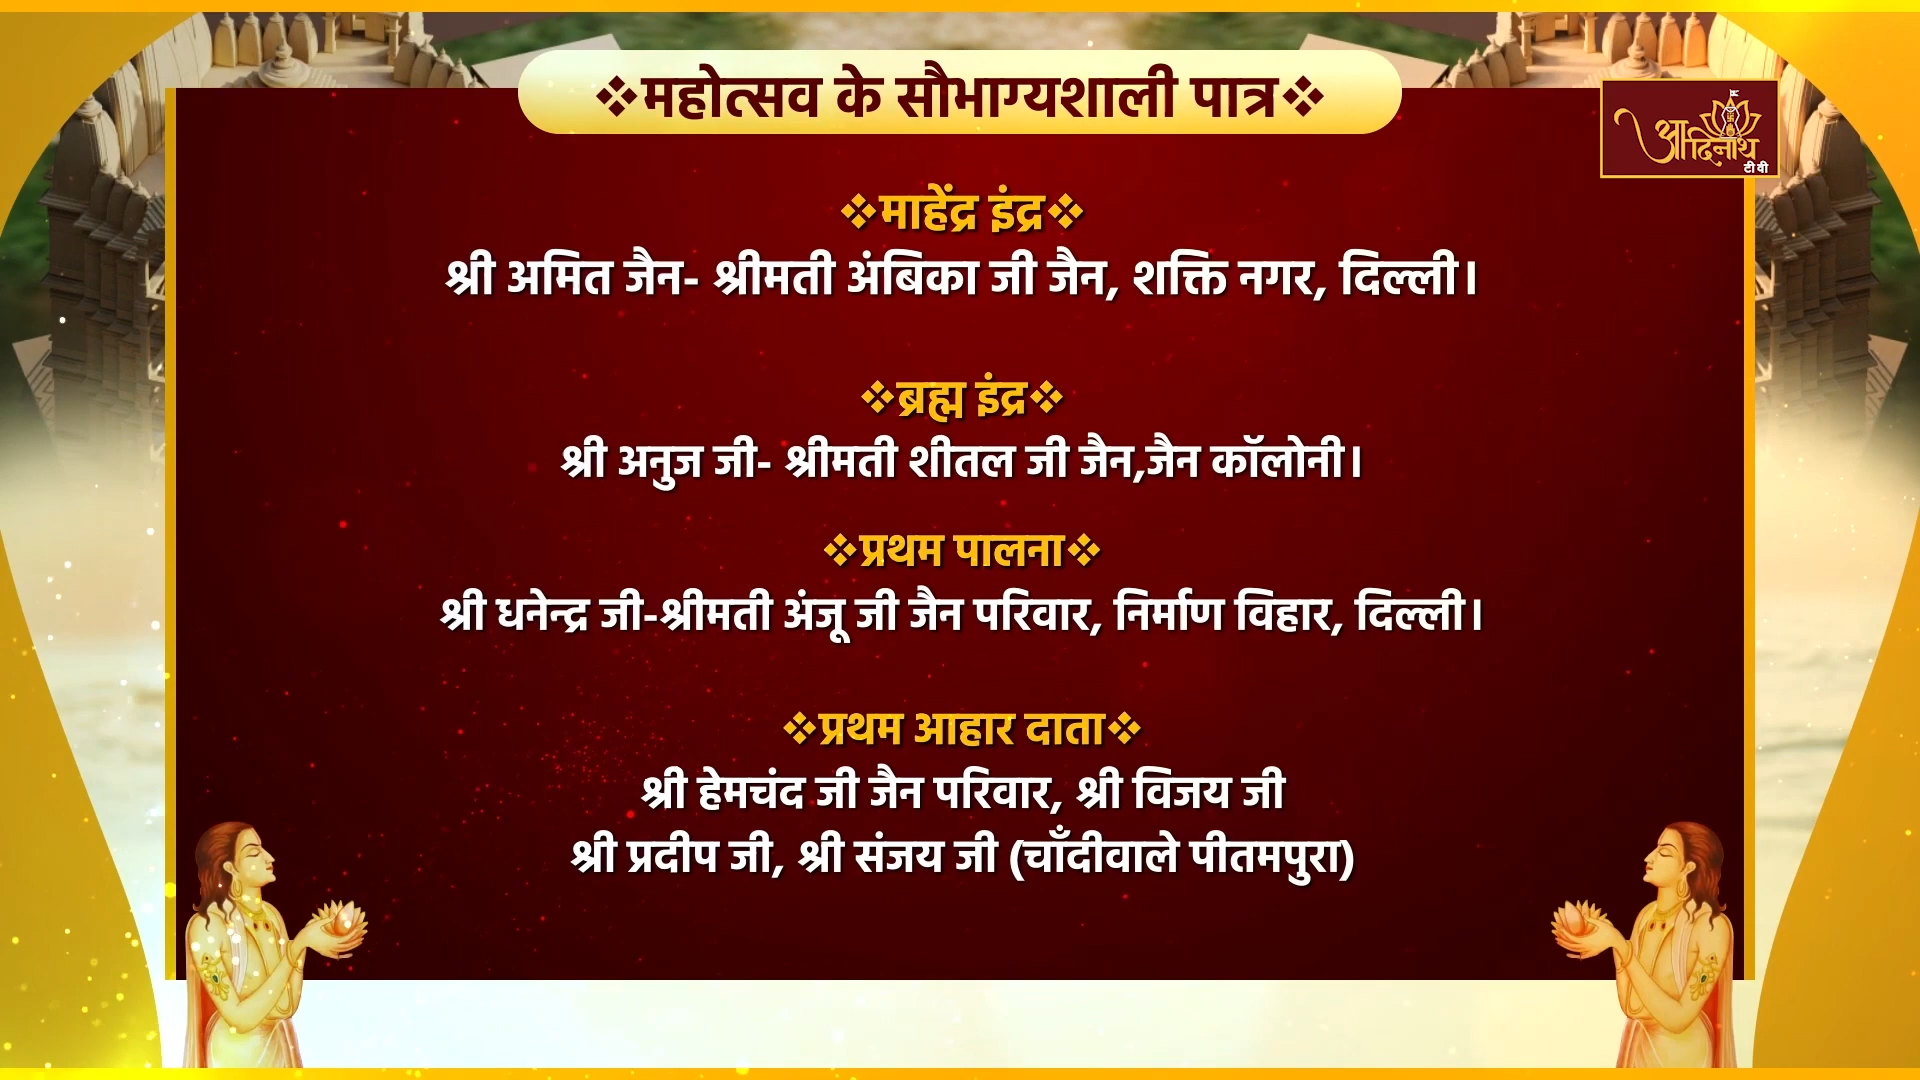 ❖महोत्सव के सौभाग्यशाली पात्र❖
आदिनाथ
टीवी
❖माहेंद्र इंद्र❖
श्री अमित जैन- श्रीमती अंबिका जी जैन, शक्ति नगर, दिल्ली।
❖ब्रह्म इंद्र❖
श्री अनुज जी- श्रीमती शीतल जी जैन,जैन कॉलोनी।
❖प्रथम पालना❖
श्री धनेन्द्र जी-श्रीमती अंजू जी जैन परिवार, निर्माण विहार, दिल्ली।
❖प्रथम आहार दाता❖
श्री हेमचंद जी जैन परिवार, श्री विजय जी
श्री प्रदीप जी, श्री संजय जी (चाँदीवाले पीतमपुरा)